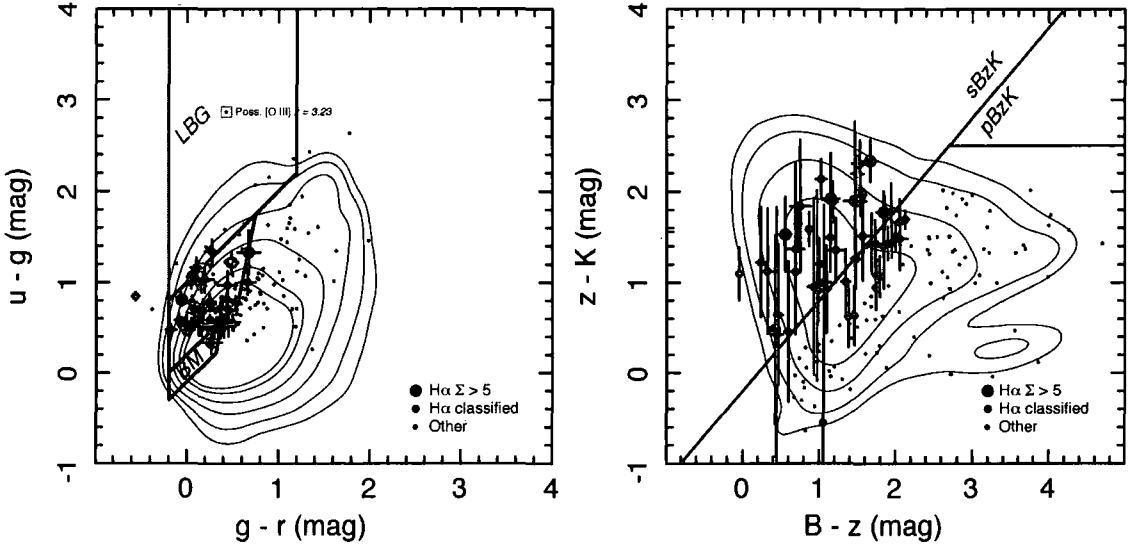 4
3
2
1
0
-1
u - g (mag)
LBG
Poss. [O III] z = 3.23
BM
Hα Σ > 5
Hα classified
Other
0 1 2 3 4
g - r (mag)
4
3
2
1
0
-1
z - K (mag)
sBzK
pBzK
Hα Σ > 5
Hα classified
Other
0 1 2 3 4 5
B - z (mag)